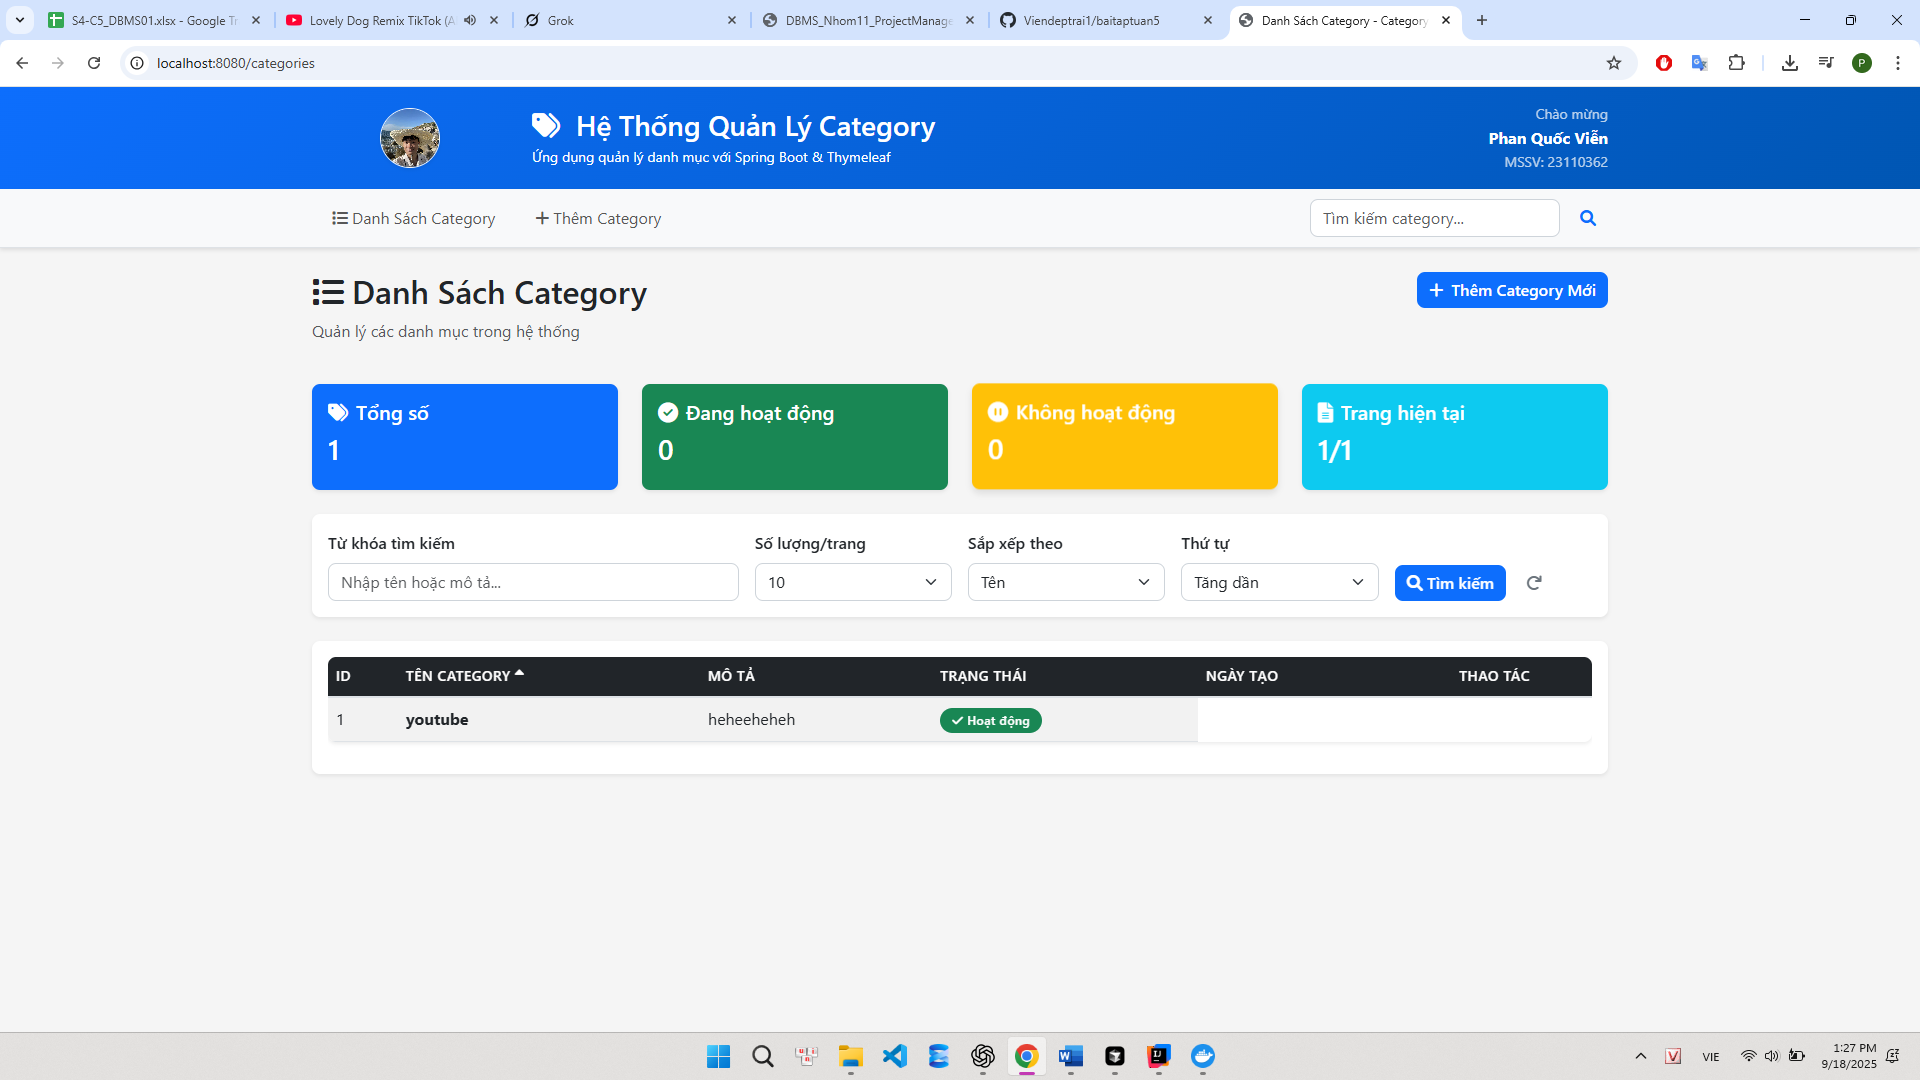 S4-C5_DBMS01.xlsx - Google Tr
Lovely Dog Remix TikTok (A
Grok
DBMS_Nhom11_ProjectManage
Viendeptrai1/baitaptuan5
Danh Sách Category - Category
localhost:8080/categories
P
Hệ Thống Quản Lý Category
Ứng dụng quản lý danh mục với Spring Boot & Thymeleaf
Chào mừng
Phan Quốc Viễn
MSSV: 23110362
Danh Sách Category
Thêm Category
Tìm kiếm category...
Danh Sách Category
Quản lý các danh mục trong hệ thống
Thêm Category Mới
Tổng số
1
Đang hoạt động
0
Không hoạt động
0
Trang hiện tại
1/1
Từ khóa tìm kiếm
Số lượng/trang
Sắp xếp theo
Thứ tự
Nhập tên hoặc mô tả...
10
Tên
Tăng dần
Tìm kiếm
ID TÊN CATEGORY MÔ TẢ TRẠNG THÁI NGÀY TẠO THAO TÁC
1 youtube heheeheheh Hoạt động
VIE
1:27 PM
9/18/2025